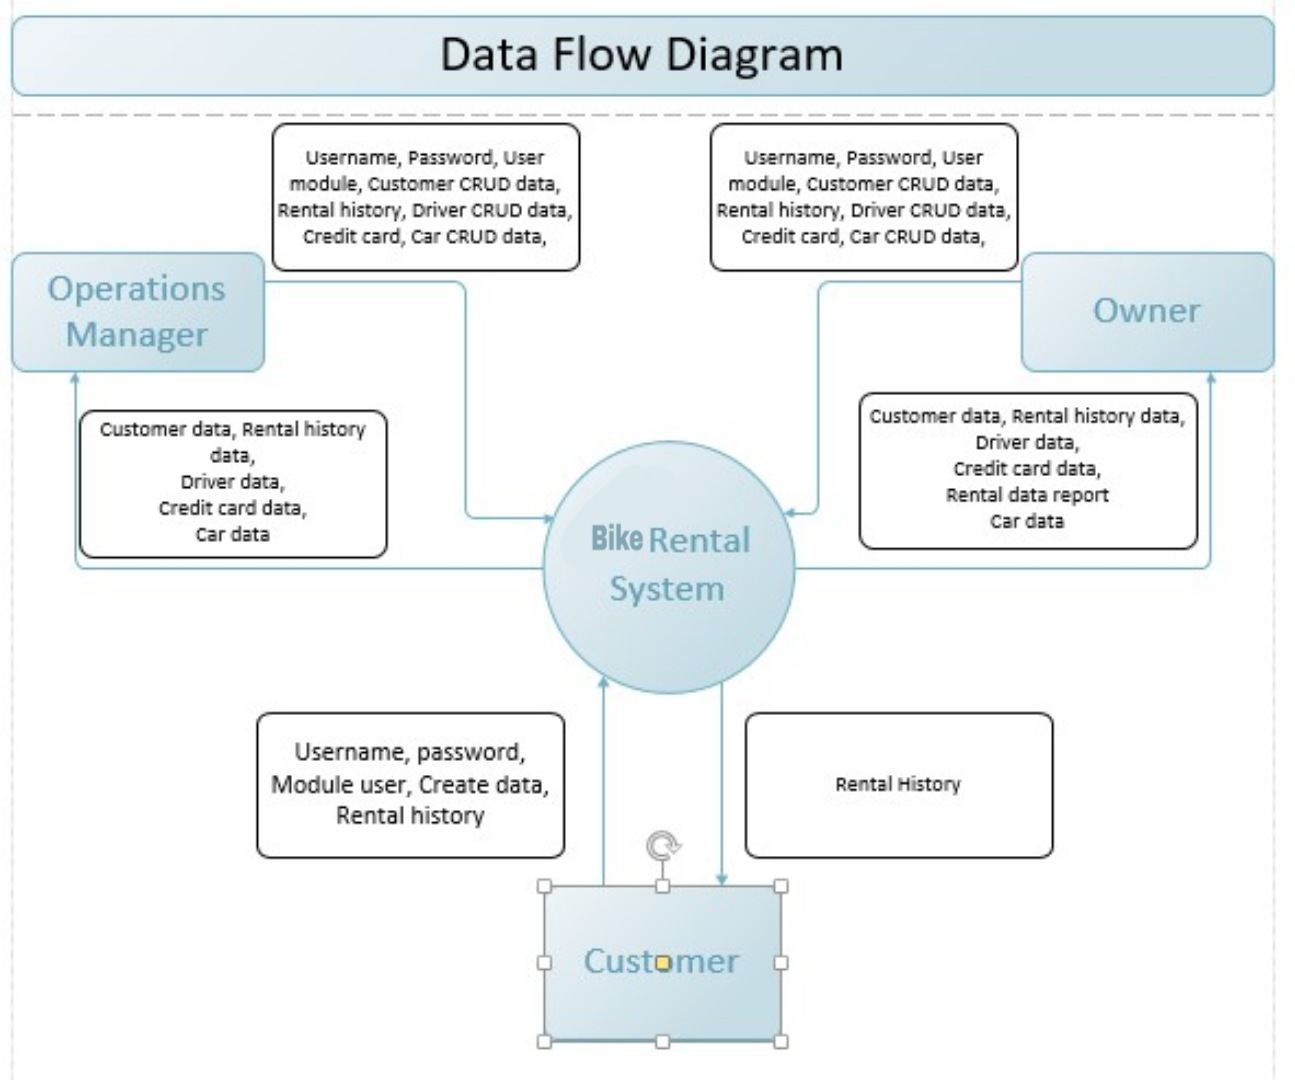 Data Flow Diagram
Username, Password, User
module, Customer CRUD data,
Rental history, Driver CRUD data,
Credit card, Car CRUD data,
Username, Password, User
module, Customer CRUD data,
Rental history, Driver CRUD data,
Credit card, Car CRUD data,
Operations
Manager
Owner
Customer data, Rental history
data,
Driver data,
Credit card data,
Car data
Customer data, Rental history data,
Driver data,
Credit card data,
Rental data report
Car data
Bike Rental
System
Username, password,
Module user, Create data,
Rental history
Rental History
Customer